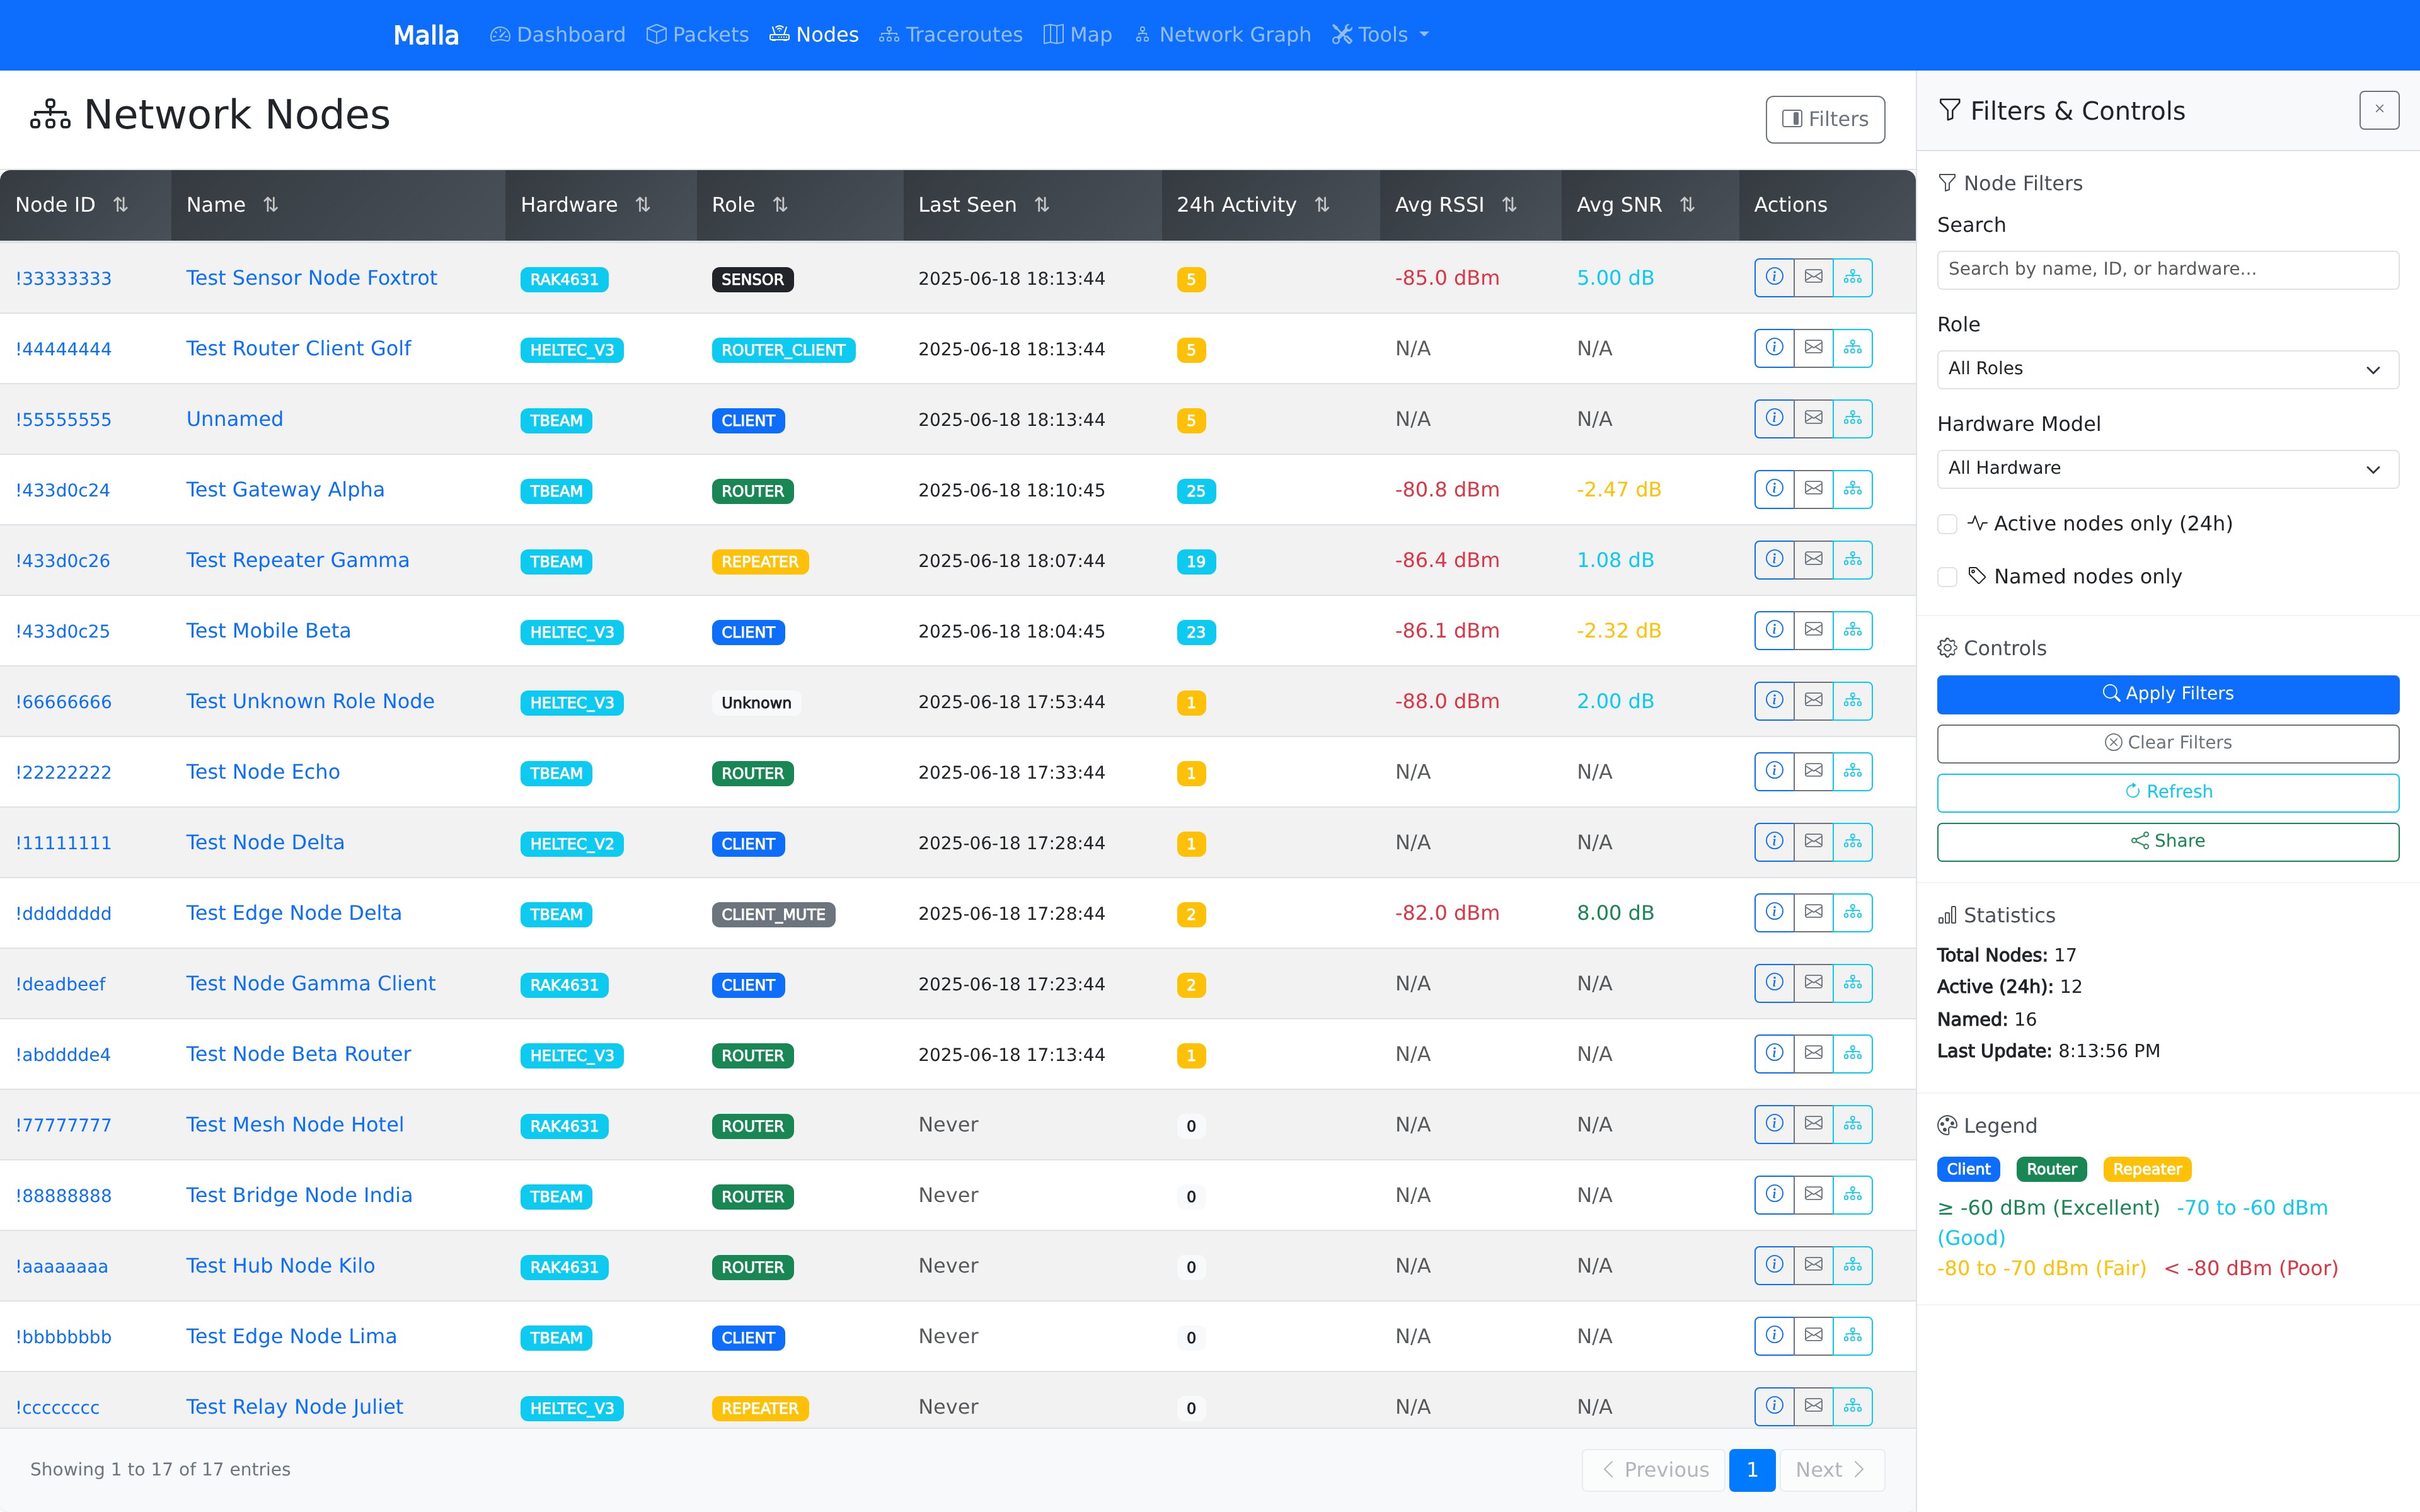 Malla Dashboard Packets Nodes Traceroutes Map Network Graph Tools
Network Nodes
Filters
Node ID Name Hardware Role Last Seen 24h Activity Avg RSSI Avg SNR Actions
!33333333 Test Sensor Node Foxtrot RAK4631 SENSOR 2025-06-18 18:13:44 5 -85.0 dBm 5.00 dB
!44444444 Test Router Client Golf HELTEC_V3 ROUTER_CLIENT 2025-06-18 18:13:44 5 N/A N/A
!55555555 Unnamed TBEAM CLIENT 2025-06-18 18:13:44 5 N/A N/A
!433d0c24 Test Gateway Alpha TBEAM ROUTER 2025-06-18 18:10:45 25 -80.8 dBm -2.47 dB
!433d0c26 Test Repeater Gamma TBEAM REPEATER 2025-06-18 18:07:44 19 -86.4 dBm 1.08 dB
!433d0c25 Test Mobile Beta HELTEC_V3 CLIENT 2025-06-18 18:04:45 23 -86.1 dBm -2.32 dB
!66666666 Test Unknown Role Node HELTEC_V3 Unknown 2025-06-18 17:53:44 1 -88.0 dBm 2.00 dB
!22222222 Test Node Echo TBEAM ROUTER 2025-06-18 17:33:44 1 N/A N/A
!11111111 Test Node Delta HELTEC_V2 CLIENT 2025-06-18 17:28:44 1 N/A N/A
!dddddddd Test Edge Node Delta TBEAM CLIENT_MUTE 2025-06-18 17:28:44 2 -82.0 dBm 8.00 dB
!deadbeef Test Node Gamma Client RAK4631 CLIENT 2025-06-18 17:23:44 2 N/A N/A
!abdddde4 Test Node Beta Router HELTEC_V3 ROUTER 2025-06-18 17:13:44 1 N/A N/A
!77777777 Test Mesh Node Hotel RAK4631 ROUTER Never 0 N/A N/A
!88888888 Test Bridge Node India TBEAM ROUTER Never 0 N/A N/A
!aaaaaaaa Test Hub Node Kilo RAK4631 ROUTER Never 0 N/A N/A
!bbbbbbbb Test Edge Node Lima TBEAM CLIENT Never 0 N/A N/A
!cccccccc Test Relay Node Juliet HELTEC_V3 REPEATER Never 0 N/A N/A
Showing 1 to 17 of 17 entries
Previous 1 Next
Filters & Controls
×
Node Filters
Search
Search by name, ID, or hardware...
Role
All Roles
Hardware Model
All Hardware
Active nodes only (24h)
Named nodes only
Controls
Apply Filters
Clear Filters
Refresh
Share
Statistics
Total Nodes: 17
Active (24h): 12
Named: 16
Last Update: 8:13:56 PM
Legend
Client Router Repeater
≥ -60 dBm (Excellent) -70 to -60 dBm
(Good)
-80 to -70 dBm (Fair) < -80 dBm (Poor)